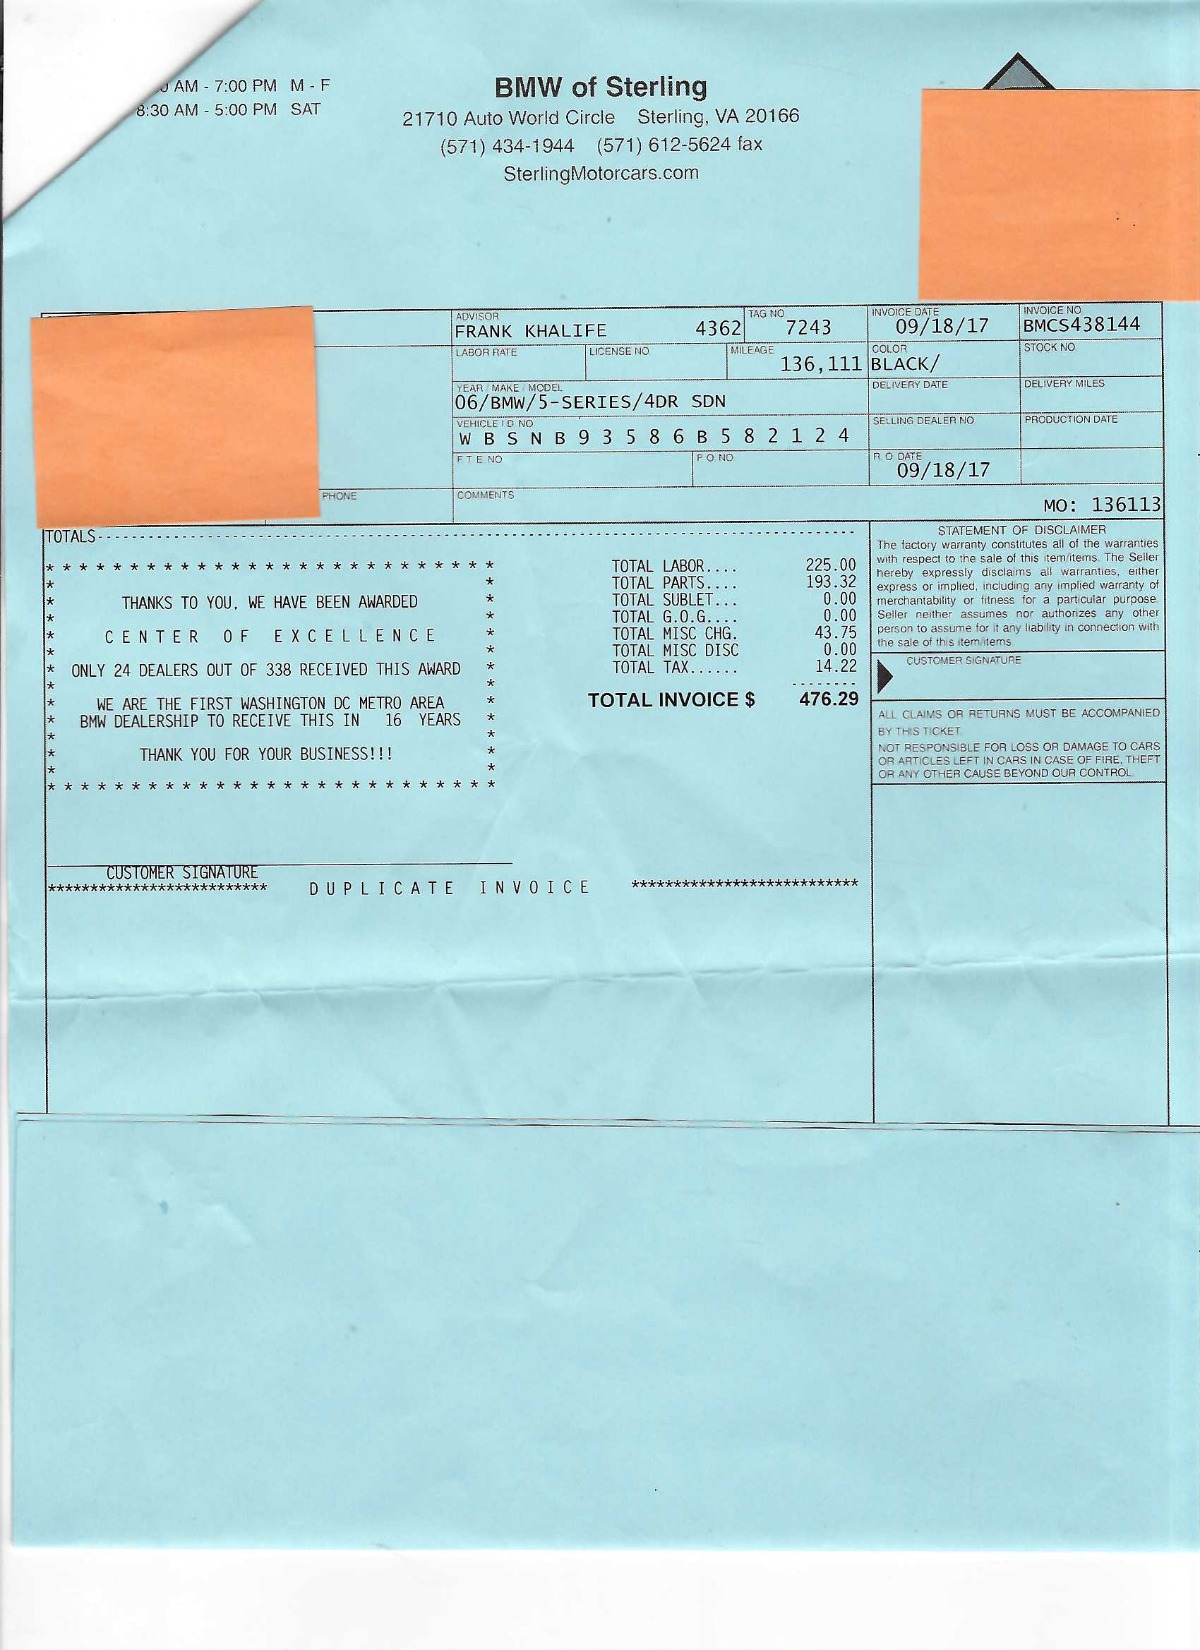 AM - 7:00 PM M - F
8:30 AM - 5:00 PM SAT
BMW of Sterling
21710 Auto World Circle Sterling, VA 20166
(571) 434-1944 (571) 612-5624 fax
SterlingMotorcars.com
ADVISOR
FRANK KHALIFE 4362
TAG NO
7243
INVOICE DATE
09/18/17
INVOICE NO
BMCS438144
LABOR RATE
LICENSE NO
MILEAGE
136,111
COLOR
BLACK/
STOCK NO
YEAR / MAKE / MODEL
06/BMW/5-SERIES/4DR SDN
DELIVERY DATE
DELIVERY MILES
VEHICLE I D NO
W B S N B 9 3 5 8 6 B 5 8 2 1 2 4
SELLING DEALER NO
PRODUCTION DATE
F T E NO
P O NO
R O DATE
09/18/17
PHONE
COMMENTS
MO: 136113
TOTALS------------------------------------------------------------
* * * * * * * * * * * * * * * * * * * * * * * * * * *
* *
* THANKS TO YOU, WE HAVE BEEN AWARDED *
* *
* C E N T E R O F E X C E L L E N C E *
* *
* ONLY 24 DEALERS OUT OF 338 RECEIVED THIS AWARD *
* *
* WE ARE THE FIRST WASHINGTON DC METRO AREA *
* BMW DEALERSHIP TO RECEIVE THIS IN 16 YEARS *
* *
* THANK YOU FOR YOUR BUSINESS!!! *
* *
* * * * * * * * * * * * * * * * * * * * * * * * * * *
TOTAL LABOR.... 225.00
TOTAL PARTS.... 193.32
TOTAL SUBLET... 0.00
TOTAL G.O.G.... 0.00
TOTAL MISC CHG. 43.75
TOTAL MISC DISC 0.00
TOTAL TAX...... 14.22
--------
TOTAL INVOICE $ 476.29
CUSTOMER SIGNATURE
*************************** D U P L I C A T E I N V O I C E ***************************
STATEMENT OF DISCLAIMER
The factory warranty constitutes all of the warranties
with respect to the sale of this item/items. The Seller
hereby expressly disclaims all warranties, either
express or implied, including any implied warranty of
merchantability or fitness for a particular purpose.
Seller neither assumes nor authorizes any other
person to assume for it any liability in connection with
the sale of this item/items.
CUSTOMER SIGNATURE
ALL CLAIMS OR RETURNS MUST BE ACCOMPANIED
BY THIS TICKET.
NOT RESPONSIBLE FOR LOSS OR DAMAGE TO CARS
OR ARTICLES LEFT IN CARS IN CASE OF FIRE, THEFT
OR ANY OTHER CAUSE BEYOND OUR CONTROL.